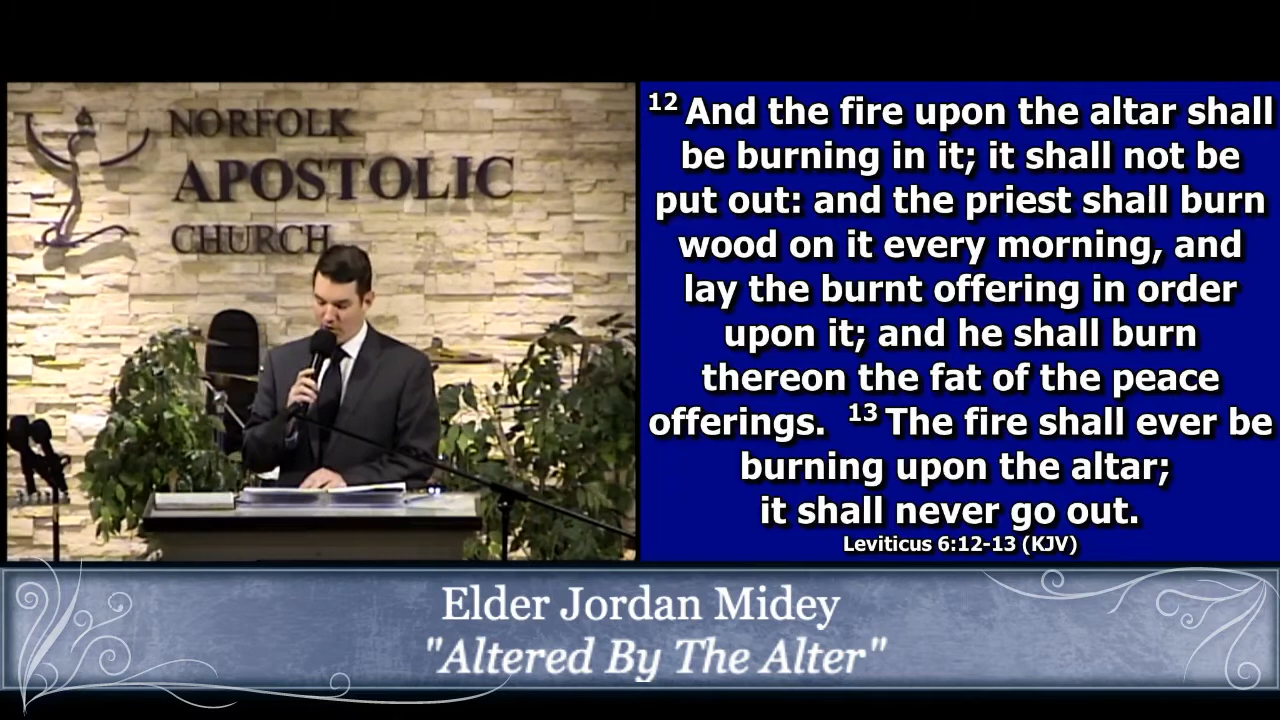 NORFOLK
APOSTOLIC
CHURCH
12 And the fire upon the altar shall
be burning in it; it shall not be
put out: and the priest shall burn
wood on it every morning, and
lay the burnt offering in order
upon it; and he shall burn
thereon the fat of the peace
offerings. 13 The fire shall ever be
burning upon the altar;
it shall never go out.
Leviticus 6:12-13 (KJV)
Elder Jordan Midey
"Altered By The Alter"